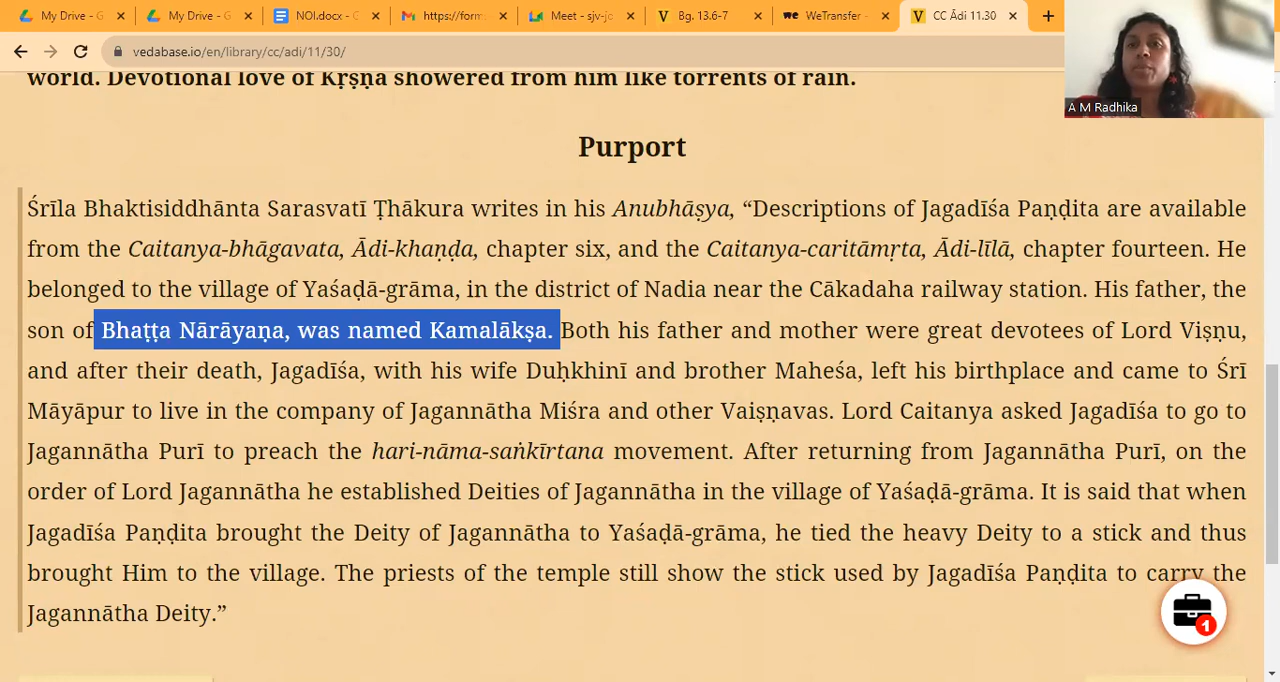 My Drive - G
My Drive - G
NOI.docx - G
https://form
Meet - sjv-jc
Bg. 13.6-7
WeTransfer -
CC Ādi 11.30
vedabase.io/en/library/cc/adi/11/30/
A M Radhika
world. Devotional love of Kṛṣṇa showered from him like torrents of rain.
Purport
Śrīla Bhaktisiddhānta Sarasvatī Ṭhākura writes in his Anubhāṣya, “Descriptions of Jagadīśa Paṇḍita are available
from the Caitanya-bhāgavata, Ādi-khaṇḍa, chapter six, and the Caitanya-caritāmṛta, Ādi-līlā, chapter fourteen. He
belonged to the village of Yaśaḍā-grāma, in the district of Nadia near the Cākadaha railway station. His father, the
son of Bhaṭṭa Nārāyaṇa, was named Kamalākṣa. Both his father and mother were great devotees of Lord Viṣṇu,
and after their death, Jagadīśa, with his wife Duḥkhinī and brother Maheśa, left his birthplace and came to Śrī
Māyāpur to live in the company of Jagannātha Miśra and other Vaiṣṇavas. Lord Caitanya asked Jagadīśa to go to
Jagannātha Purī to preach the hari-nāma-saṅkīrtana movement. After returning from Jagannātha Purī, on the
order of Lord Jagannātha he established Deities of Jagannātha in the village of Yaśaḍā-grāma. It is said that when
Jagadīśa Paṇḍita brought the Deity of Jagannātha to Yaśaḍā-grāma, he tied the heavy Deity to a stick and thus
brought Him to the village. The priests of the temple still show the stick used by Jagadīśa Paṇḍita to carry the
Jagannātha Deity.”
1